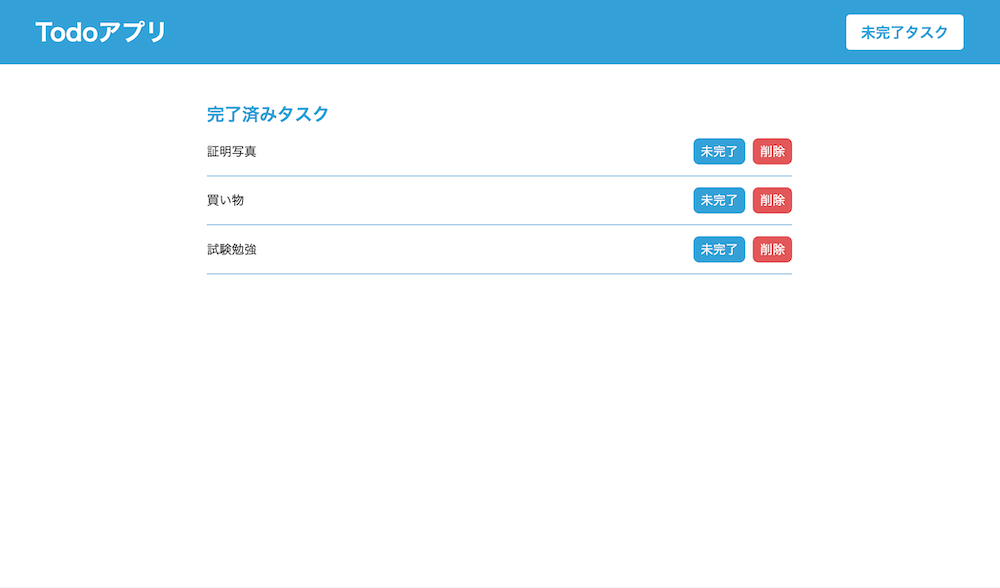 Todoアプリ 未完了タスク
完了済みタスク
証明写真 未完了 削除
買い物 未完了 削除
試験勉強 未完了 削除